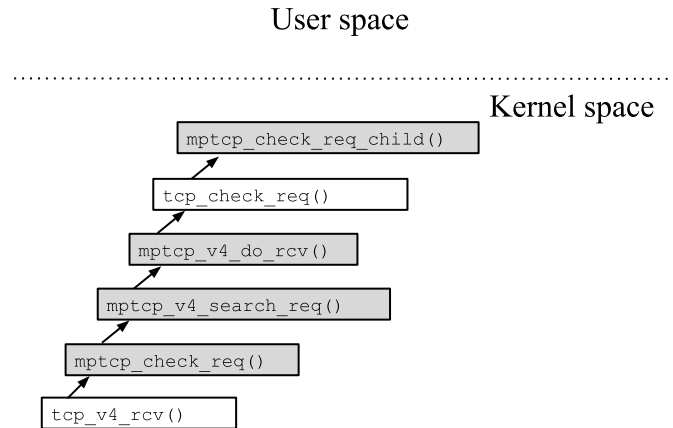 User space
Kernel space
mptcp_check_req_child()
tcp_check_req()
mptcp_v4_do_rcv()
mptcp_v4_search_req()
mptcp_check_req()
tcp_v4_rcv()